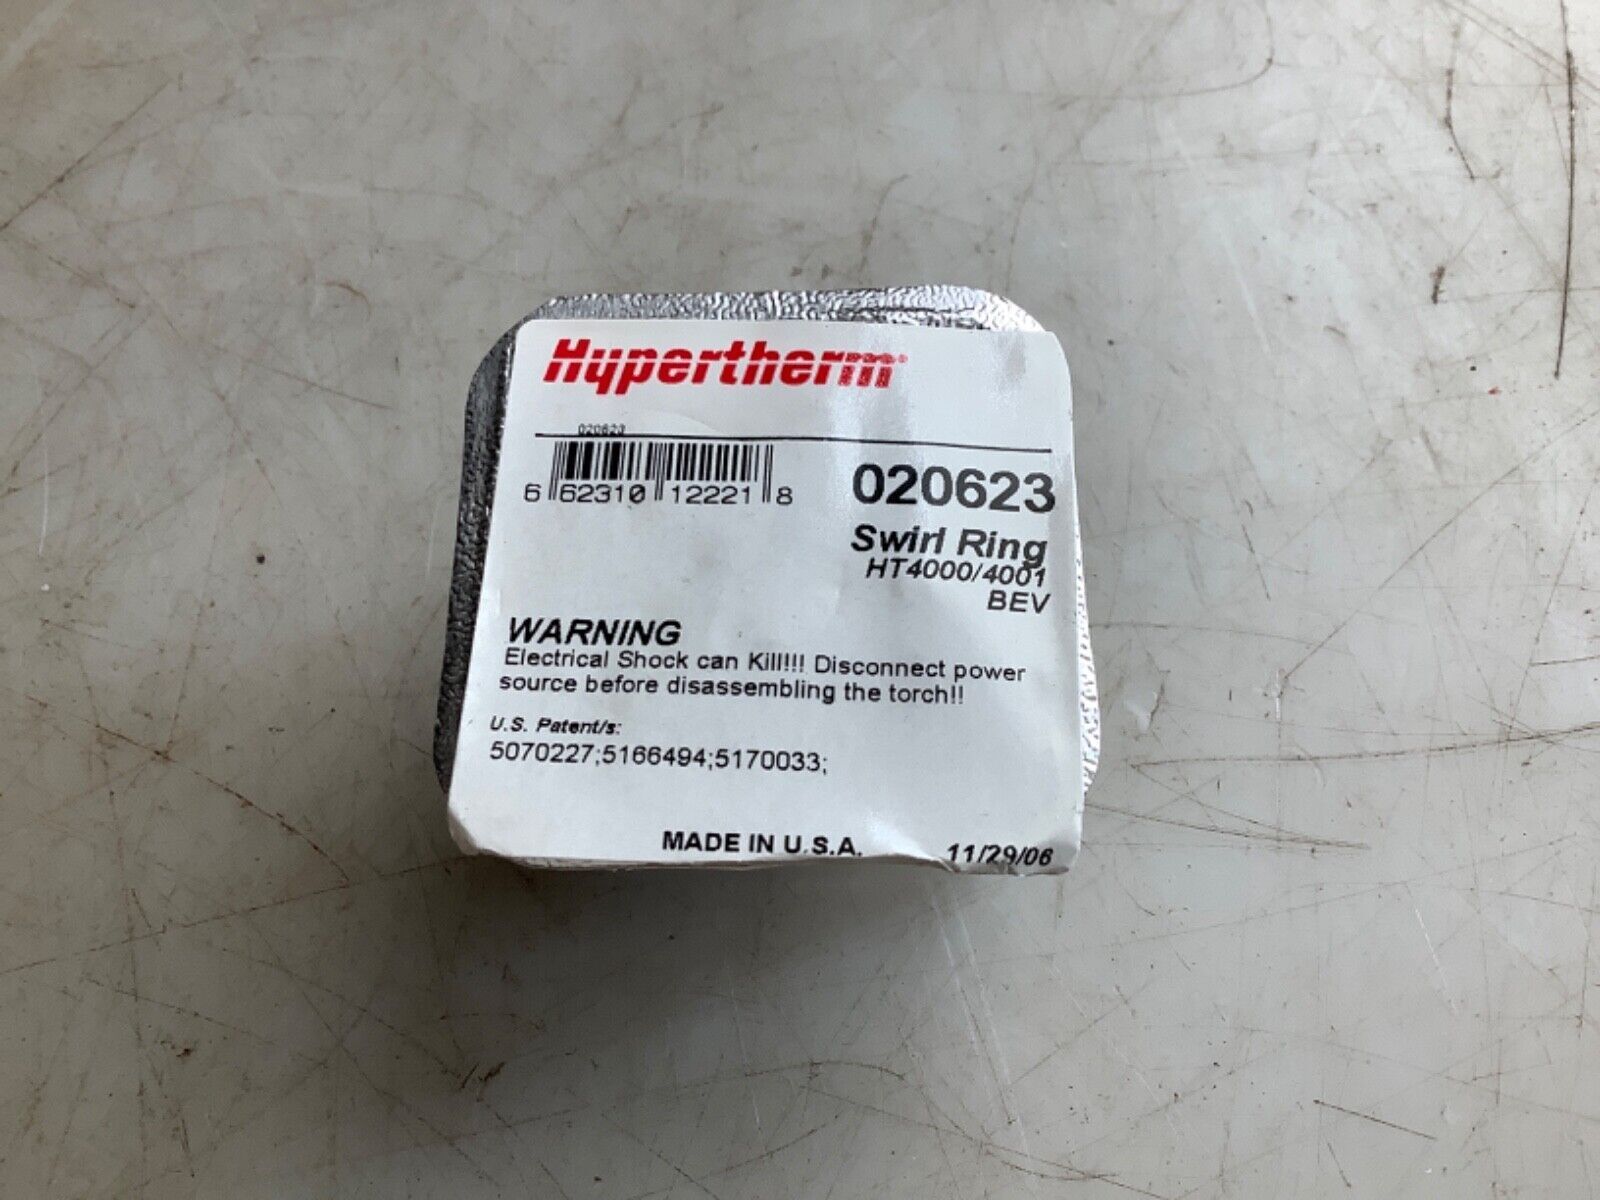 Hypertherm
020623
6 62310 12221 8
020623
Swirl Ring
HT4000/4001
BEV
WARNING
Electrical Shock can Kill!!! Disconnect power
source before disassembling the torch!!
U.S. Patent/s:
5070227;5166494;5170033;
MADE IN U.S.A.
11/29/06